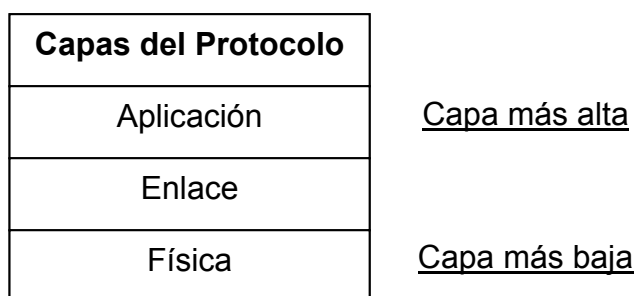 Capas del Protocolo
Aplicación Capa más alta
Enlace
Física Capa más baja